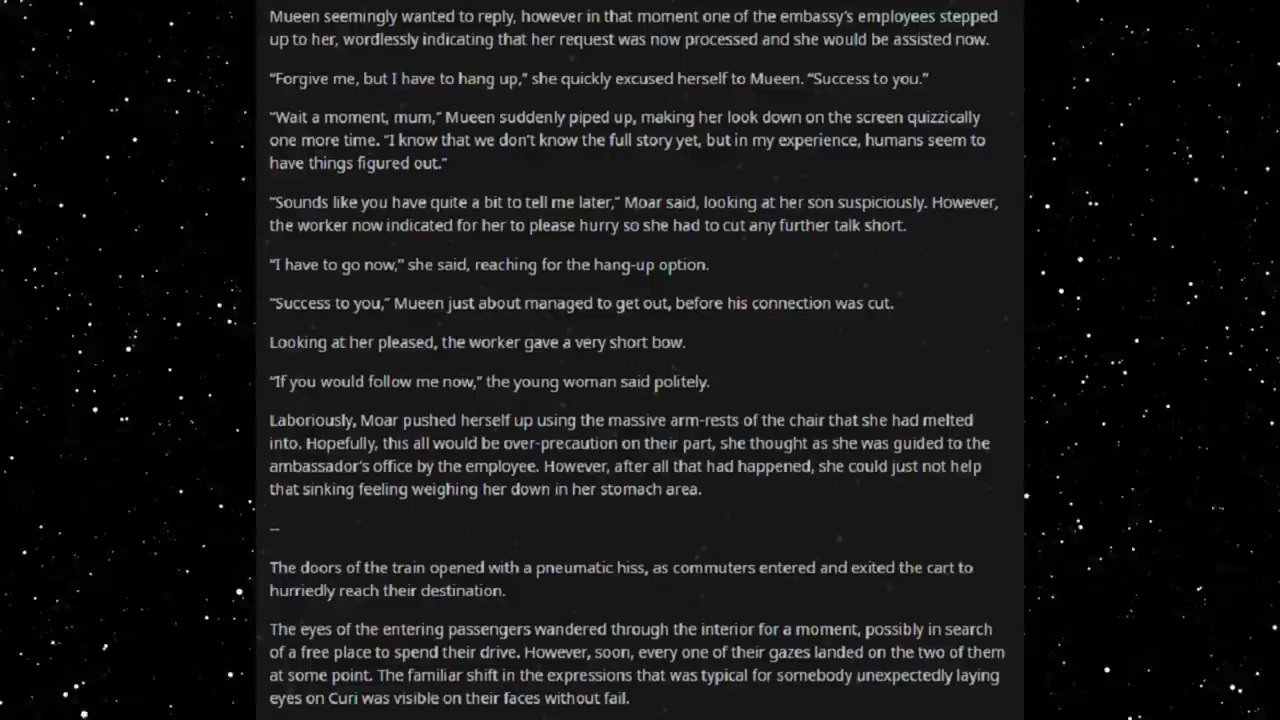 Mueen seemingly wanted to reply, however in that moment one of the embassy's employees stepped
up to her, wordlessly indicating that her request was now processed and she would be assisted now.
“Forgive me, but I have to hang up,” she quickly excused herself to Mueen. “Success to you.”
“Wait a moment, mum,” Mueen suddenly piped up, making her look down on the screen quizzically
one more time. “I know that we don't know the full story yet, but in my experience, humans seem to
have things figured out.”
“Sounds like you have quite a bit to tell me later,” Moar said, looking at her son suspiciously. However,
the worker now indicated for her to please hurry so she had to cut any further talk short.
“I have to go now,” she said, reaching for the hang-up option.
“Success to you,” Mueen just about managed to get out, before his connection was cut.
Looking at her pleased, the worker gave a very short bow.
“If you would follow me now,” the young woman said politely.
Laboriously, Moar pushed herself up using the massive arm-rests of the chair that she had melted
into. Hopefully, this all would be over-precaution on their part, she thought as she was guided to the
ambassador's office by the employee. However, after all that had happened, she could just not help
that sinking feeling weighing her down in her stomach area.
–
The doors of the train opened with a pneumatic hiss, as commuters entered and exited the cart to
hurriedly reach their destination.
The eyes of the entering passengers wandered through the interior for a moment, possibly in search
of a free place to spend their drive. However, soon, every one of their gazes landed on the two of them
at some point. The familiar shift in the expressions that was typical for somebody unexpectedly laying
eyes on Curi was visible on their faces without fail.